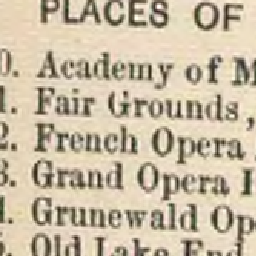 PLACES OF
0. Academy of M
1. Fair Grounds,
2. French Opera
3. Grand Opera H
4. Grunewald Op
5. Old Lake End